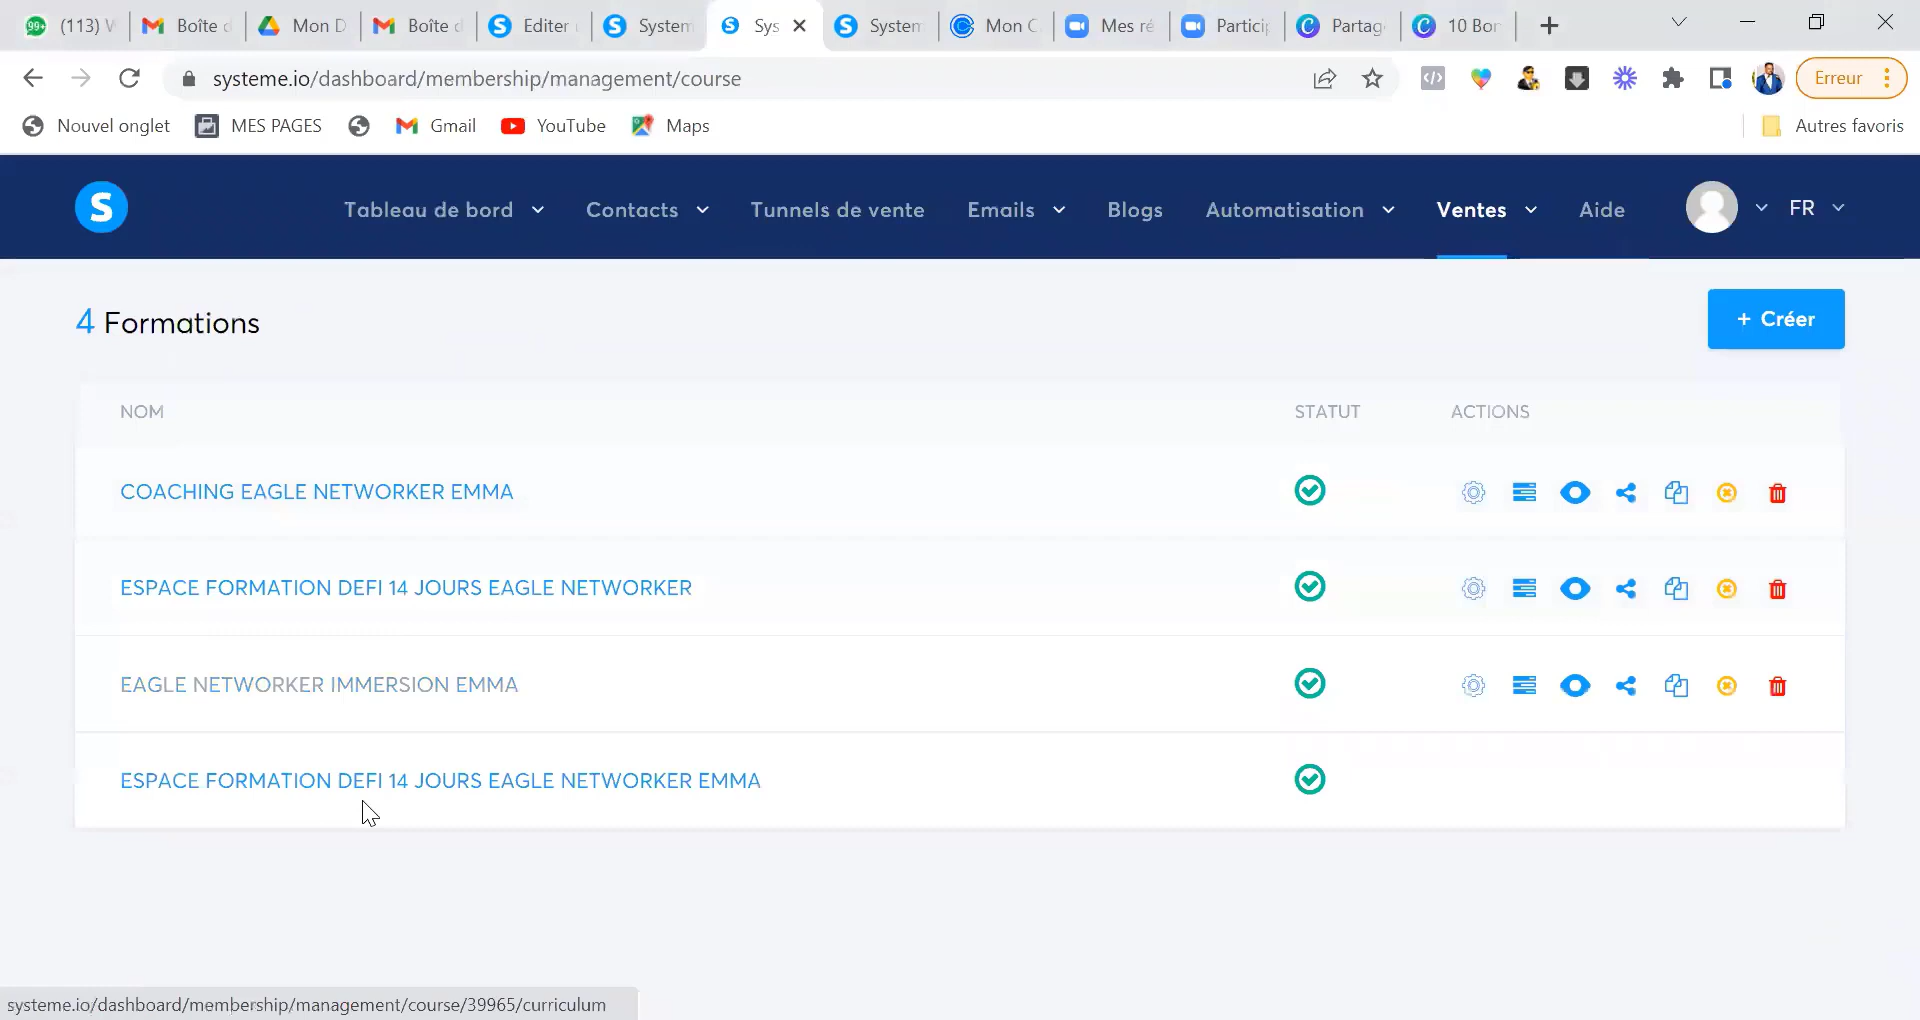 99+ (113) W Boîte d Mon D Boîte d Editer Systeme Sys System Mon C Mes ré Particip Partag 10 Bon
systeme.io/dashboard/membership/management/course Erreur
Nouvel onglet MES PAGES Gmail YouTube Maps Autres favoris
S Tableau de bord Contacts Tunnels de vente Emails Blogs Automatisation Ventes Aide FR
4 Formations + Créer
NOM STATUT ACTIONS
COACHING EAGLE NETWORKER EMMA
ESPACE FORMATION DEFI 14 JOURS EAGLE NETWORKER
EAGLE NETWORKER IMMERSION EMMA
ESPACE FORMATION DEFI 14 JOURS EAGLE NETWORKER EMMA
systeme.io/dashboard/membership/management/course/39965/curriculum